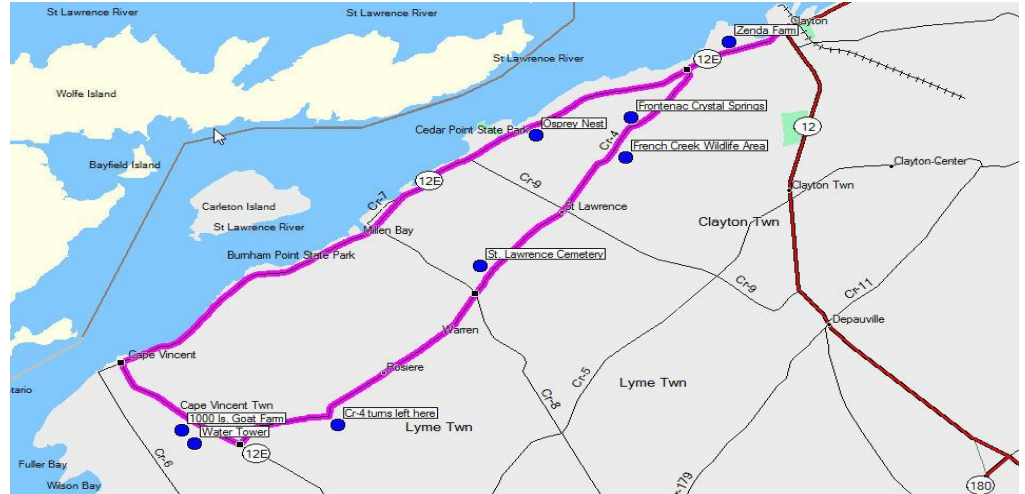 St Lawrence River
St Lawrence River
Clayton
Zenda Farm
St Lawrence River
12E
Wolfe Island
Frontenac Crystal Springs
Osprey Nest
Cedar Point State Park
Cr-4
12
French Creek Wildlife Area
Bayfield Island
Clayton-Center
12E
Cr-9
Clayton Twn
Cr-7
Carleton Island
St Lawrence
St Lawrence River
Clayton Twn
Millen Bay
Burnham Point State Park
St. Lawrence Cemetery
Cr-9
Cr-11
Depauville
Warren
Cape Vincent
Rosiere
Cr-5
Lyme Twn
ntario
Cr-8
Cape Vincent Twn
1000 Is. Goat Farm
Cr-4 turns left here
Lyme Twn
Water Tower
12E
Cr-6
Fuller Bay
Wilson Bay
-179
180